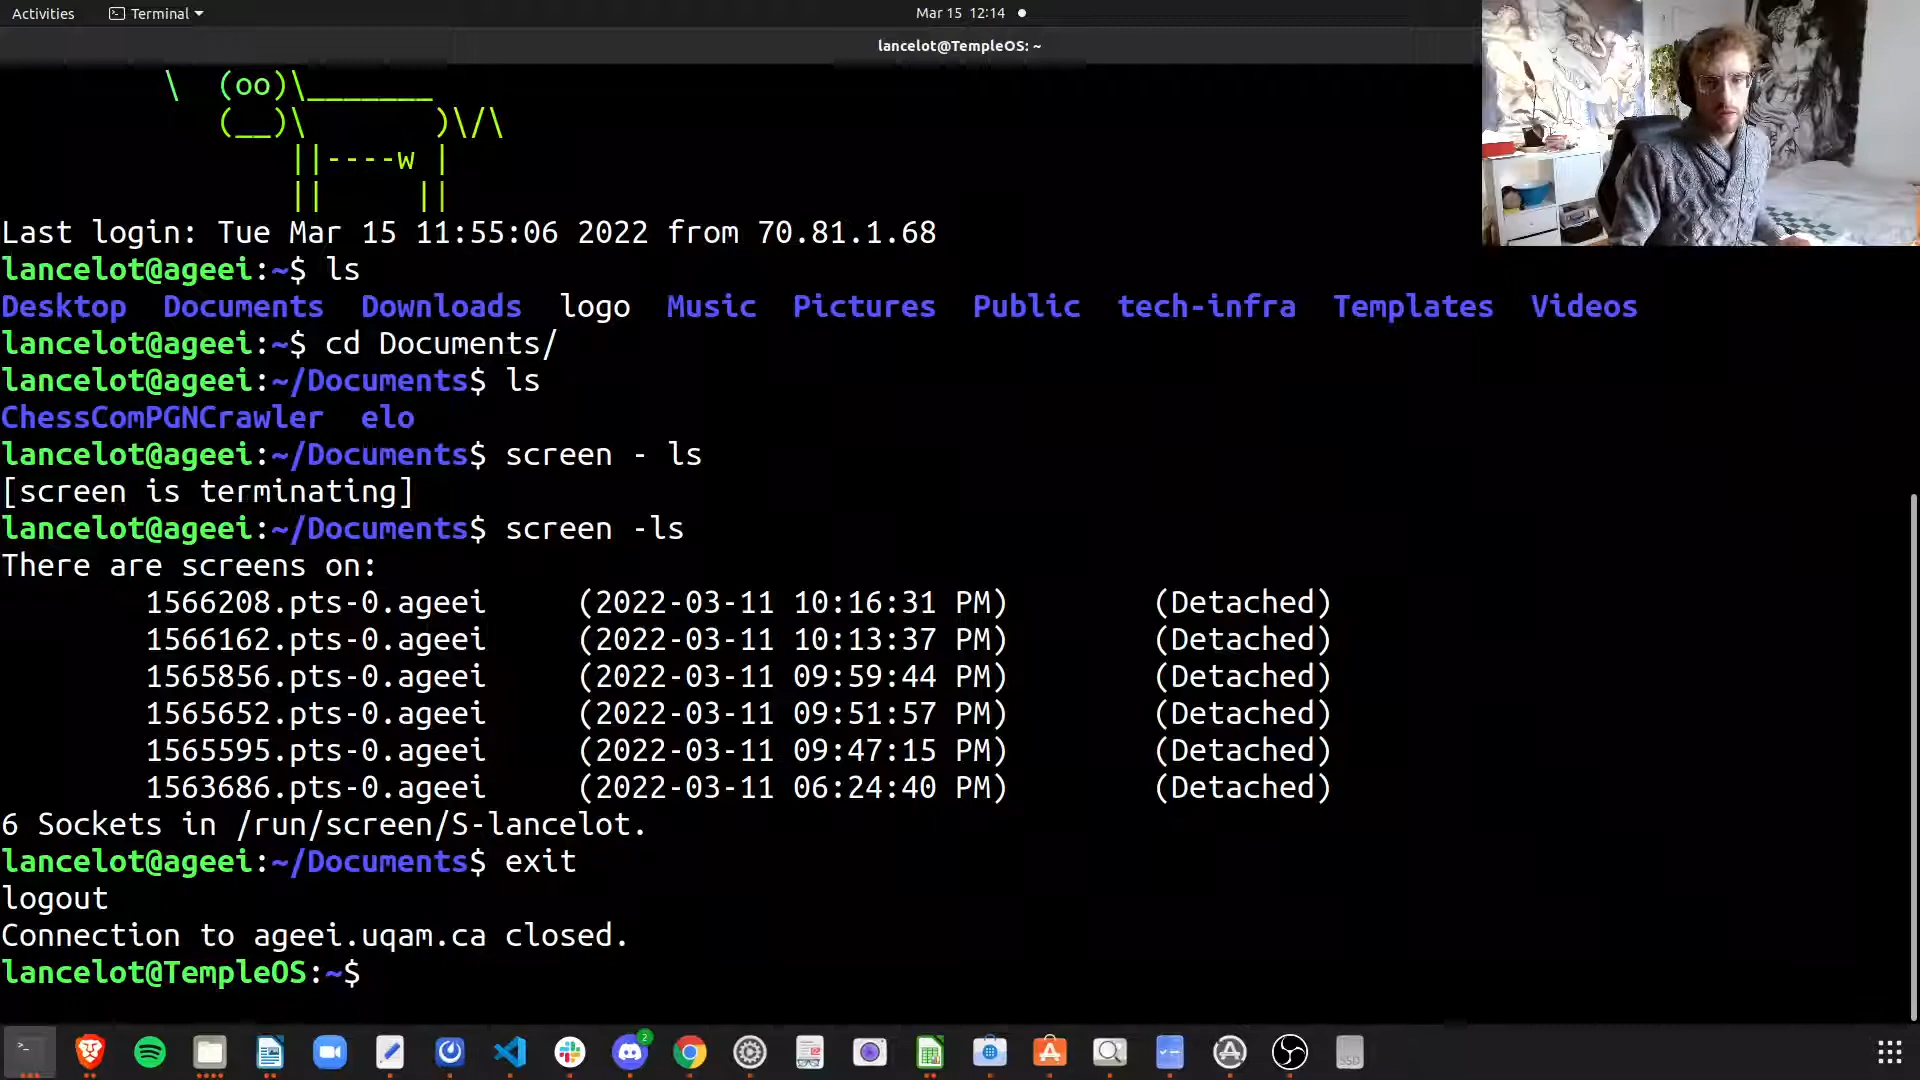 Activities Terminal Mar 15 12:14
lancelot@TempleOS: ~
\ (oo)\_______
(__)\ )\/\
||----w |
|| ||
Last login: Tue Mar 15 11:55:06 2022 from 70.81.1.68
lancelot@ageei:~$ ls
Desktop Documents Downloads logo Music Pictures Public tech-infra Templates Videos
lancelot@ageei:~$ cd Documents/
lancelot@ageei:~/Documents$ ls
ChessComPGNCrawler elo
lancelot@ageei:~/Documents$ screen - ls
[screen is terminating]
lancelot@ageei:~/Documents$ screen -ls
There are screens on:
1566208.pts-0.ageei (2022-03-11 10:16:31 PM) (Detached)
1566162.pts-0.ageei (2022-03-11 10:13:37 PM) (Detached)
1565856.pts-0.ageei (2022-03-11 09:59:44 PM) (Detached)
1565652.pts-0.ageei (2022-03-11 09:51:57 PM) (Detached)
1565595.pts-0.ageei (2022-03-11 09:47:15 PM) (Detached)
1563686.pts-0.ageei (2022-03-11 06:24:40 PM) (Detached)
6 Sockets in /run/screen/S-lancelot.
lancelot@ageei:~/Documents$ exit
logout
Connection to ageei.uqam.ca closed.
lancelot@TempleOS:~$
>_ 2 SSD